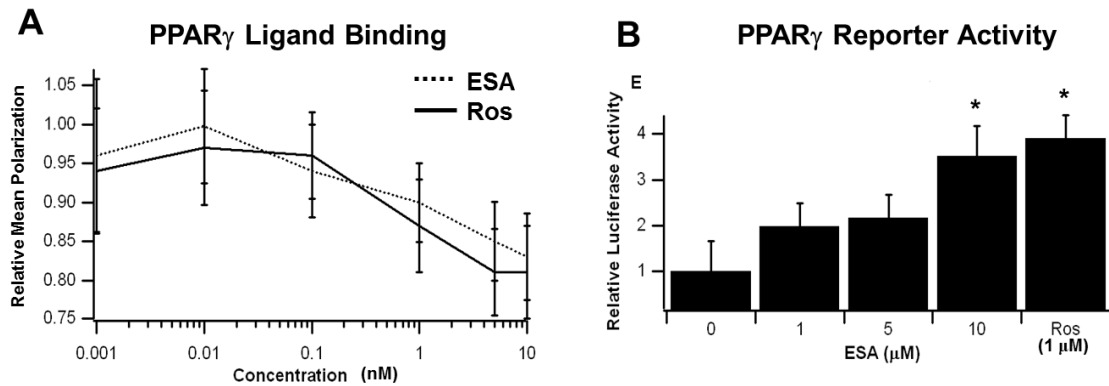 A
PPARγ Ligand Binding
ESA
Ros
Relative Mean Polarization
1.05
1.00
0.95
0.90
0.85
0.80
0.75
0.001
0.01
0.1
1
10
Concentration (nM)
B
PPARγ Reporter Activity
E
Relative Luciferase Activity
4
3
2
1
*
*
0
1
5
10
Ros
(1 μM)
ESA (μM)